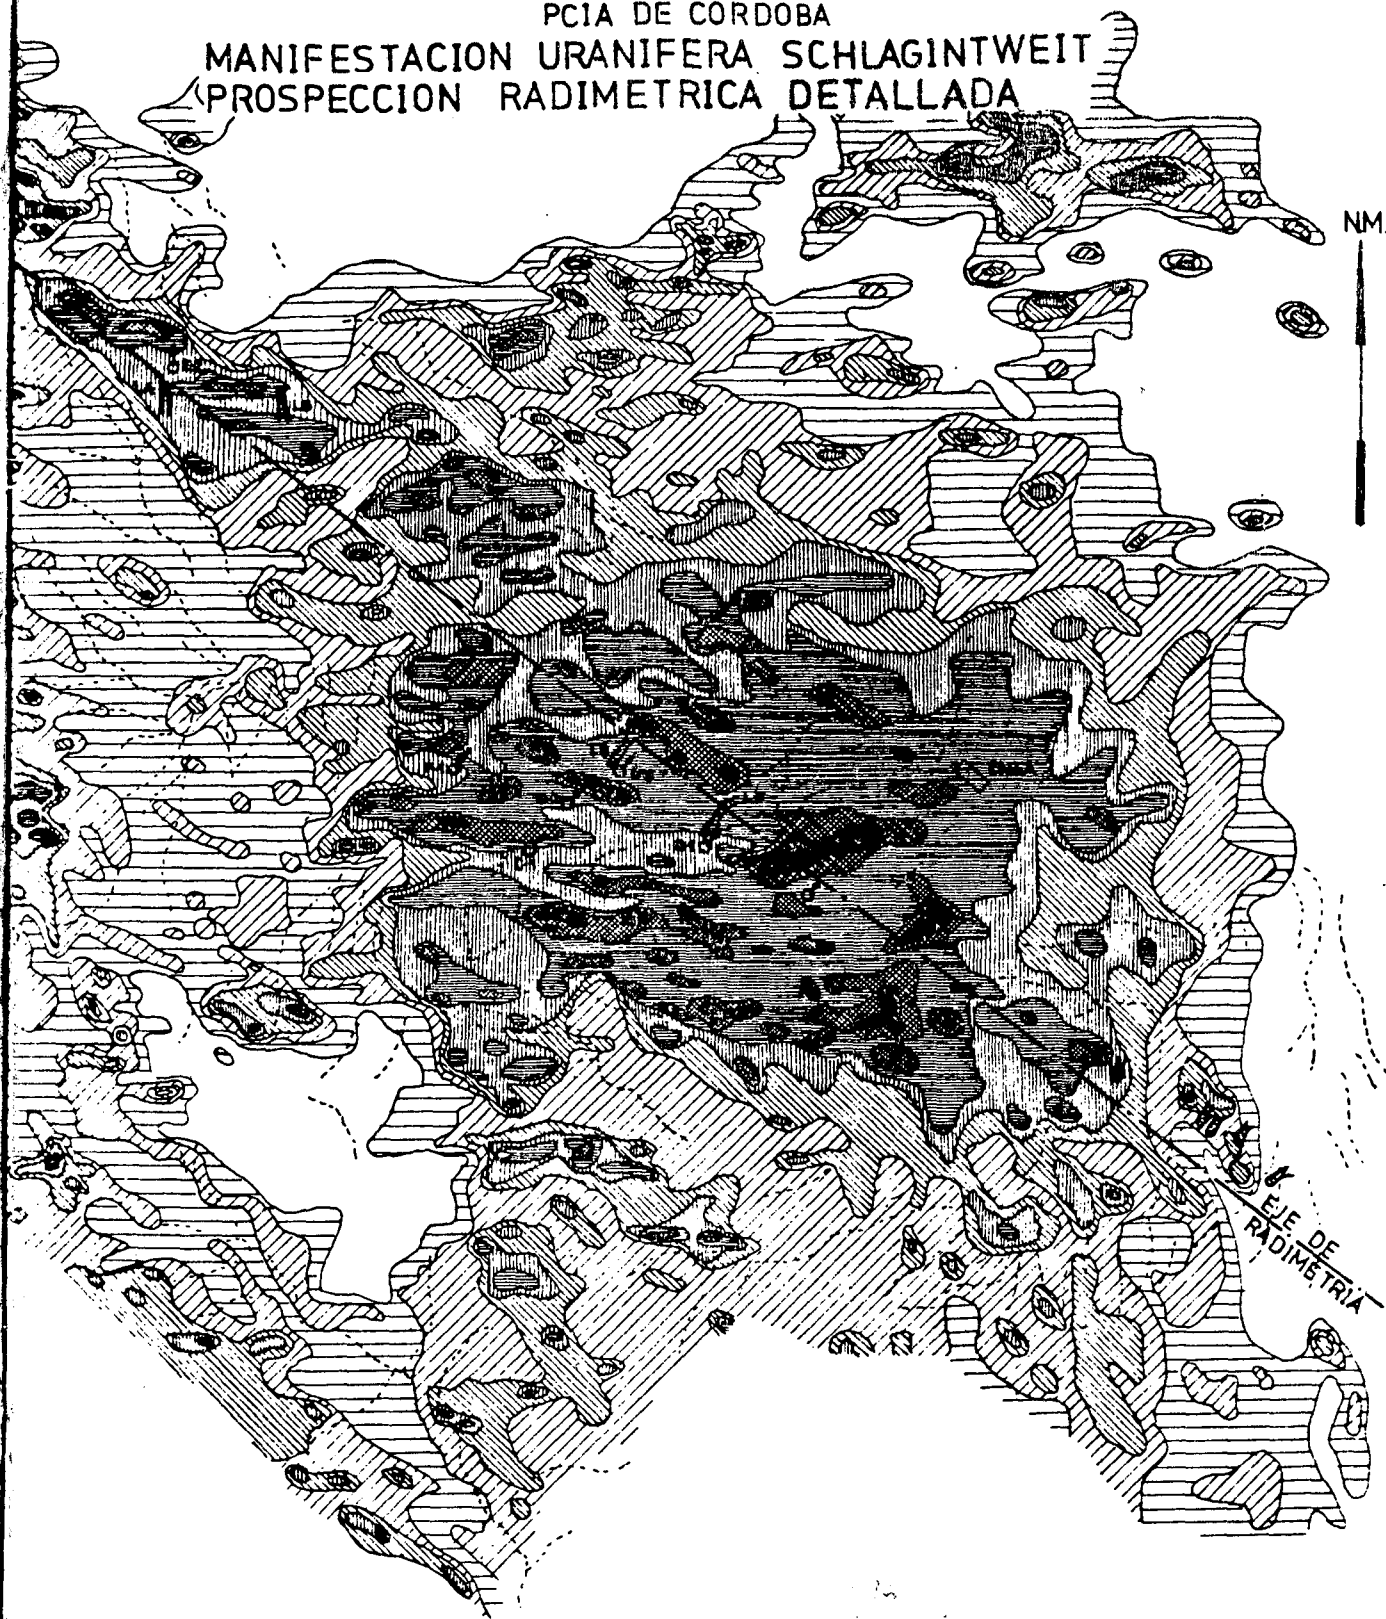 PCIA DE CORDOBA
MANIFESTACION URANIFERA SCHLAGINTWEIT
PROSPECCION RADIMETRICA DETALLADA
NM.
EJE DE
RADIMETRIA